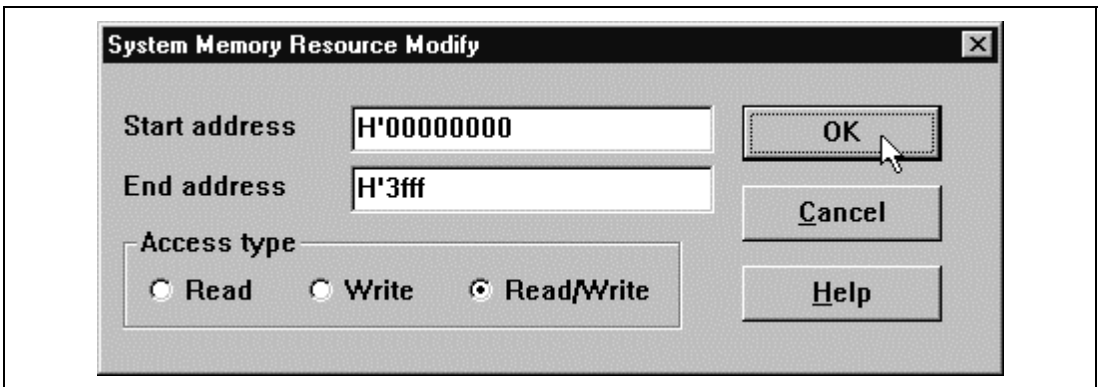 System Memory Resource Modify
Start address H'00000000 OK
End address H'3fff
Cancel
Access type
Read Write Read/Write Help